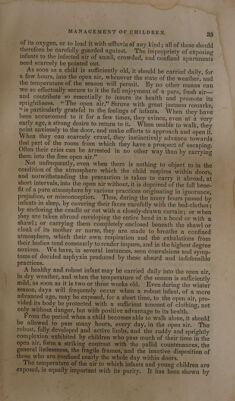 MANAGEMENT OF CHILDREN. 35
of its oxygen, or to load it with effluvia of any kind; all of these should
therefore be carefully guarded against. The impropriety of exposing
infants to the infected air of small, crowded, and confined apartments
need scarcely be pointed out.
As soon as a child is sufficiently old, it should be carried daily, for
a few hours, into the open air, whenever the state of the weather, and
the temperature of the season will permit. By no other means can
we so effectually secure to it the full enjoyment of a pure, fresh air—
and contribute so essentially to insure its health and promote its
sprightliness. "The open air," Struve with great justness remarks,
"is particularly grateful to the feelings of infants. When they have
been accustomed to it for a few times, they evince, even at a very
early age, a strong desire to return to it. When unable to walk, they
point anxiously to the door, and make efforts to approach and open it.
When they can scarcely crawl, they instinctively advance towards
that part of the room from which they have a prospect of escaping.
Often their cries can be arrested in no other way than by carrying
them into the free open air."
Not unfrequently, even when there is nothing to object to in the
condition of the atmosphere which the child respires within doors,
and notwithstanding the precaution is taken to carry it abroad, at
short intervals, into the open air without, it is deprived of the full bene-
fit of a pure atmosphere by various practices originating in ignorance,
prejudice, or misconception. Thus, during the many hours passed by
infants in sleep, by covering their faces carefully with the bed-clothes;
by enclosing the cradle or cot with a closely-drawn curtain; or when
they are taken abroad enveloping the entire head in a hood or with a
shawl; or carrying them completely enclosed beneath the shawl or
cloak of its mother or nurse, they are made to breathe a confined
atmosphere, which their own respiration and the exhalations from
their bodies tend constantly to render impure, and in the highest degree
noxious. We have, in several instances, seen convulsions and symp-
toms of decided asphyxia produced by these absurd and indefensible
practices.
A healthy and robust infant may be carried daily into the open air,
in dry weather, and when the temperature of the season is sufficiently
mild, as soon as it is two or three weeks old. Even during the winter
season, days will frequently occur when a robust infant, of a more
advanced age, may be exposed, for a short time, to the open air, pro-
vided its body be protected with a sufficient amount of clothing, not
only without danger, but with positive advantage to its health.
From the period when a child becomes able to walk alone, it should
be allowed to pass many hours, every day, in the open air. The
robust, fully developed and active limbs, and the ruddy and sprightly
complexion exhibited by children who pass much of their time in the
open air, form a striking contrast with the pallid countenances, the
general listlessness, the fragile frames, and the inactive disposition of
those who are confined nearly the whole day within doors.
The temperature of the air to which infants and young children are
exposed, is equally important with its purity. It has been shown by